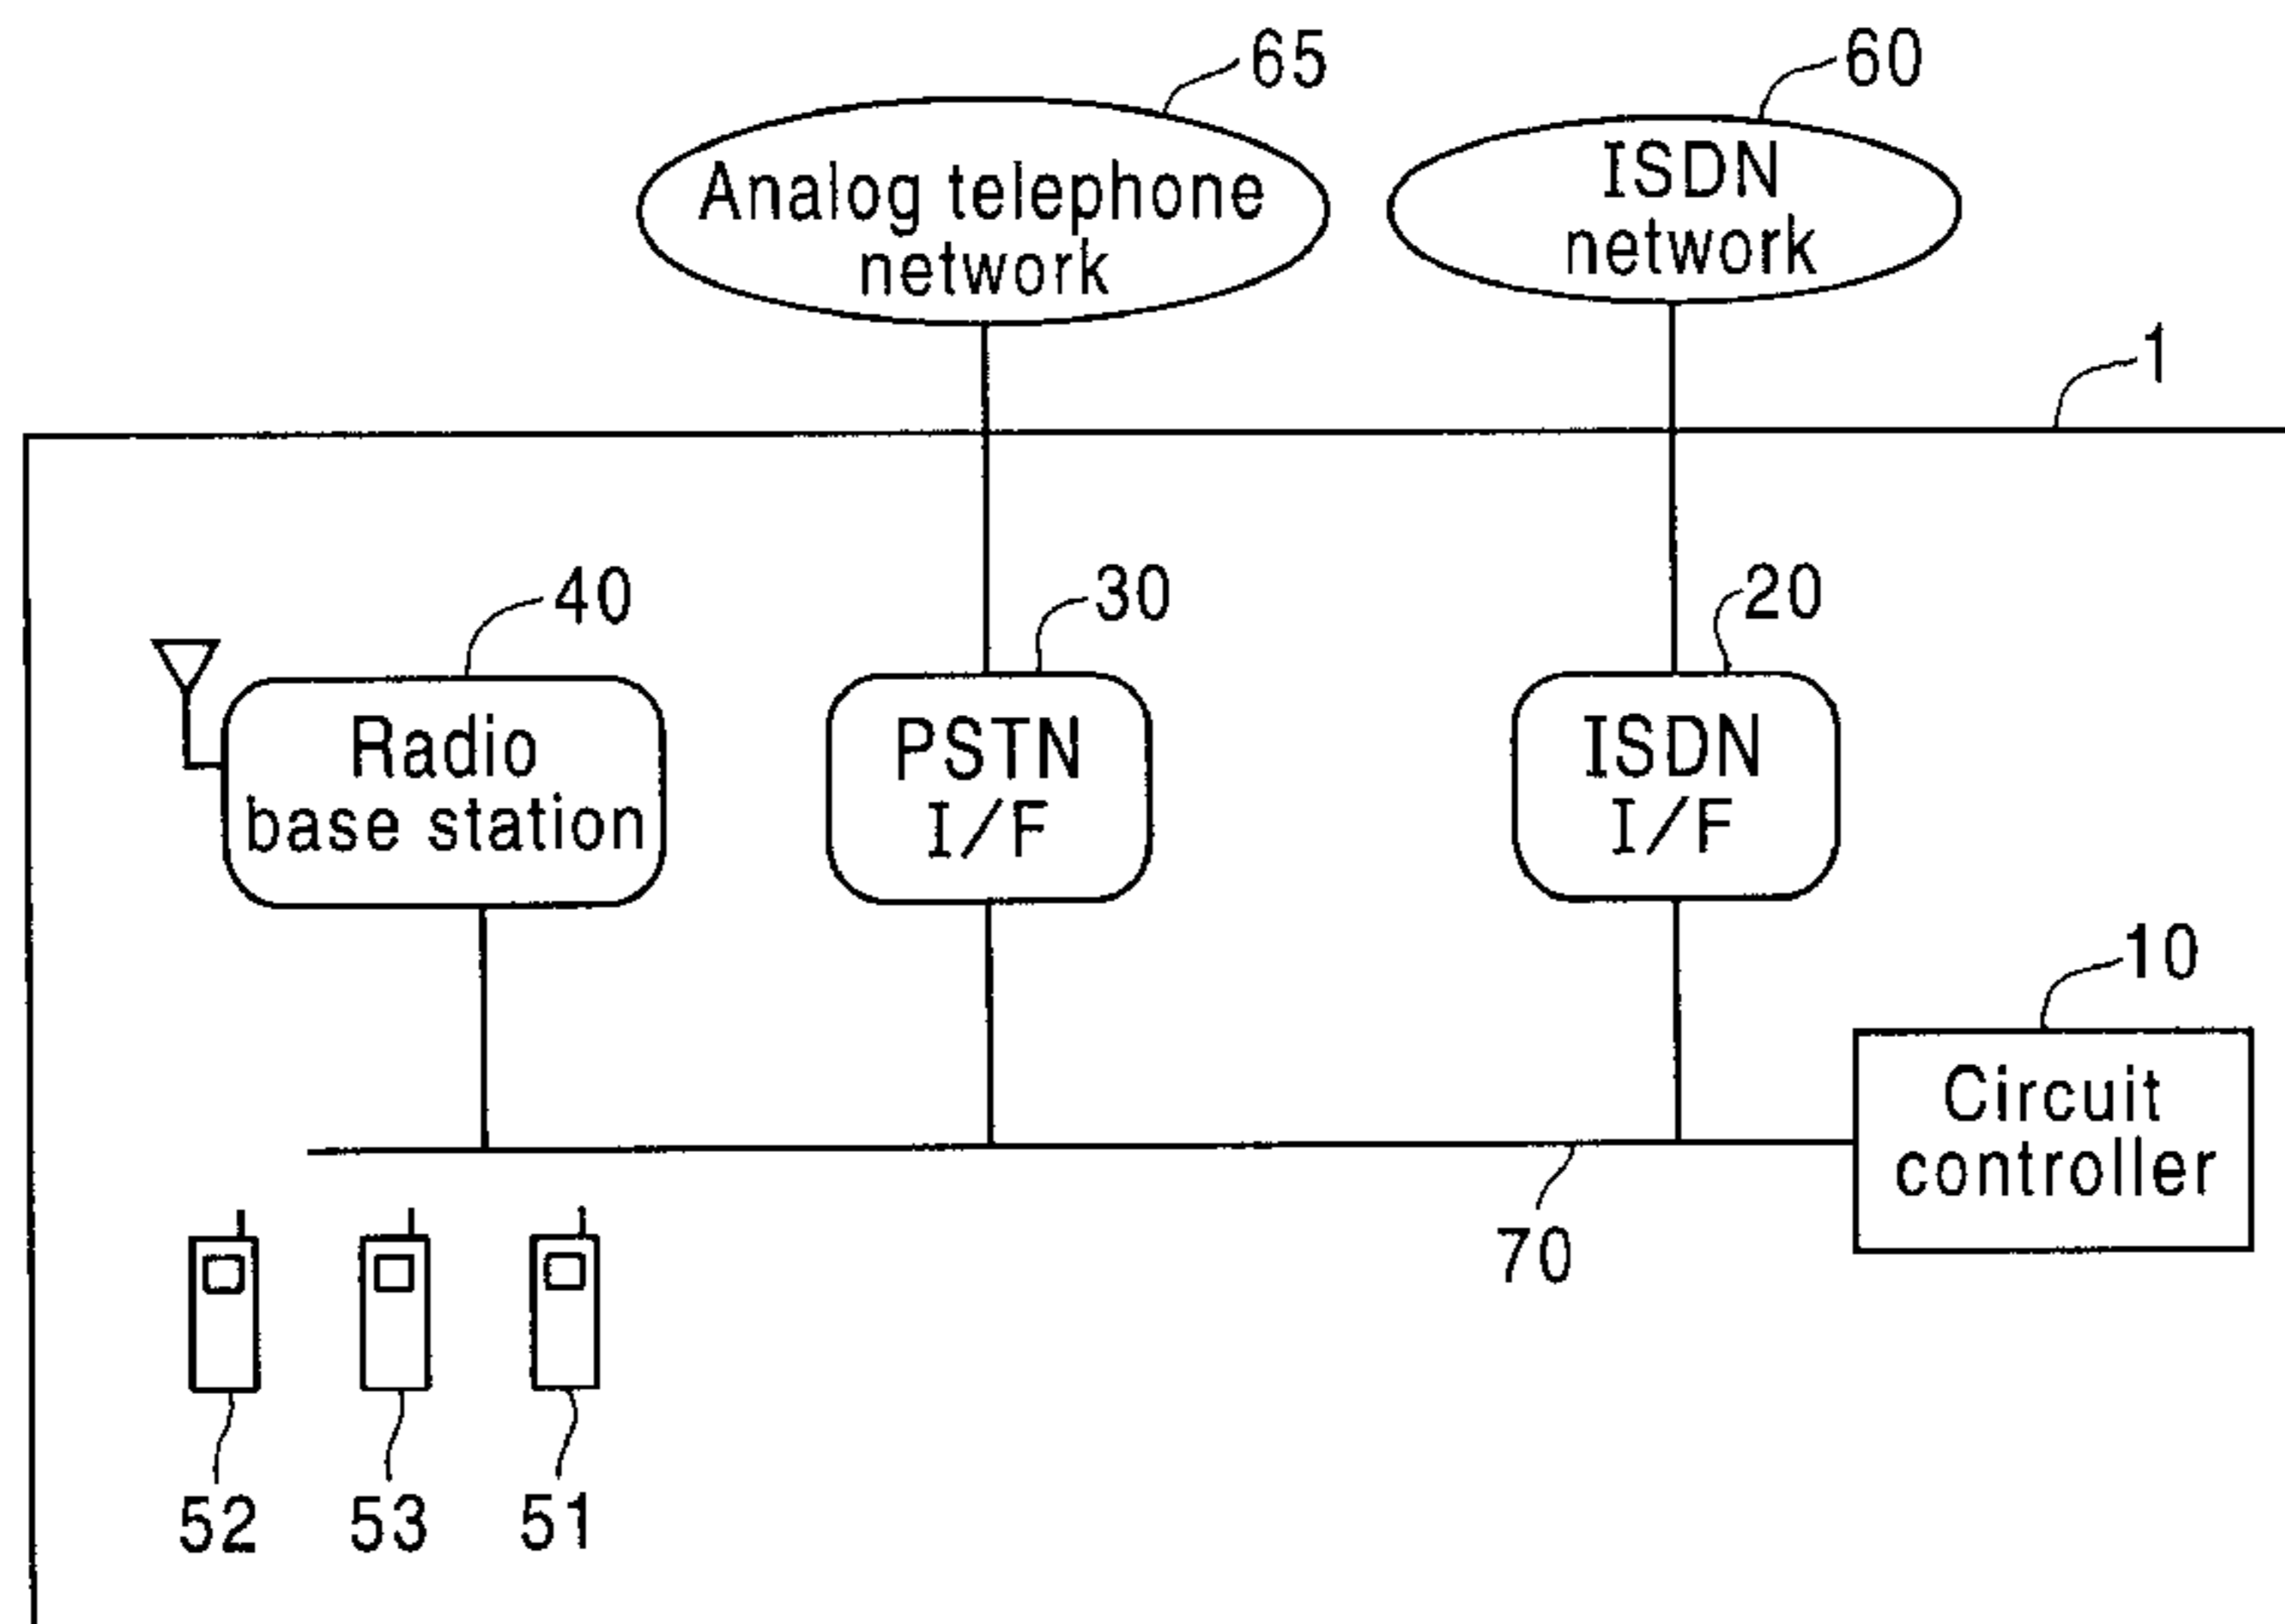 65
60
Analog telephone
network
ISDN
network
1
40
30
20
Radio
base station
PSTN
I/F
ISDN
I/F
10
Circuit
controller
70
52
53
51